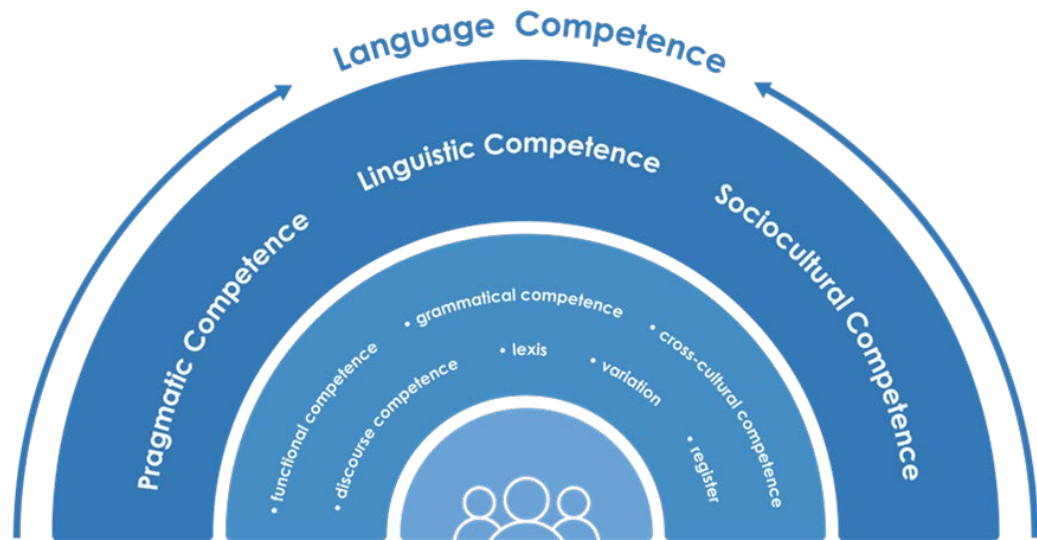 Language Competence
Pragmatic Competence
Linguistic Competence
Sociocultural Competence
• functional competence
• discourse competence
• grammatical competence
• lexis
• variation
• cross-cultural competence
• register